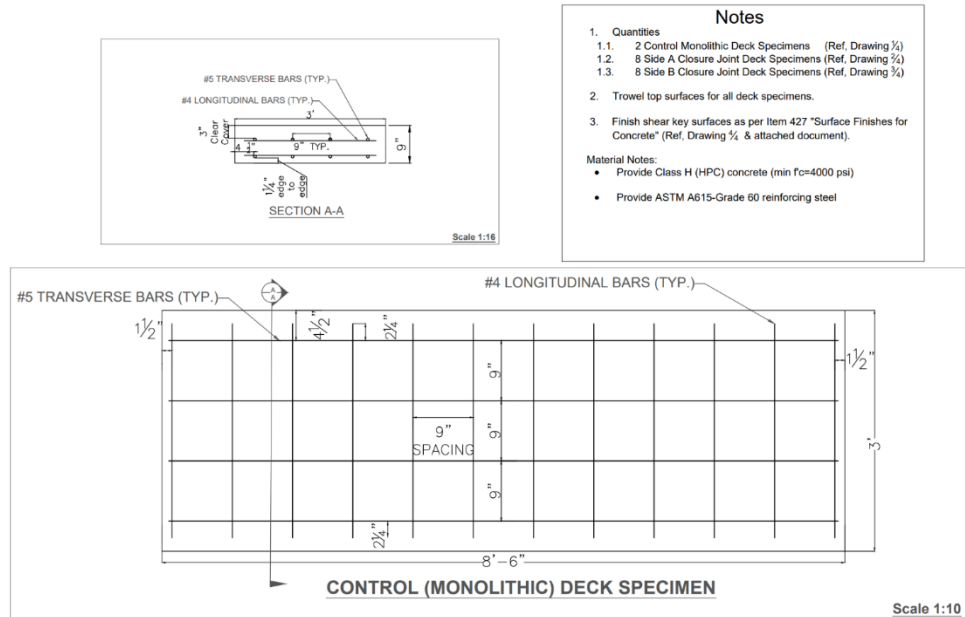 #5 TRANSVERSE BARS (TYP.)
#4 LONGITUDINAL BARS (TYP.)
3'
3" Clear Cover
9" TYP.
9"
4 1/2"
1 1/4" edge to edge
SECTION A-A
Scale 1:16
Notes
1. Quantities
1.1. 2 Control Monolithic Deck Specimens (Ref, Drawing 1/4)
1.2. 8 Side A Closure Joint Deck Specimens (Ref, Drawing 2/4)
1.3. 8 Side B Closure Joint Deck Specimens (Ref, Drawing 3/4)
2. Trowel top surfaces for all deck specimens.
3. Finish shear key surfaces as per Item 427 "Surface Finishes for
Concrete" (Ref, Drawing 4/4 & attached document).
Material Notes:
• Provide Class H (HPC) concrete (min f'c=4000 psi)
• Provide ASTM A615-Grade 60 reinforcing steel
#5 TRANSVERSE BARS (TYP.)
A
A
#4 LONGITUDINAL BARS (TYP.)
1½"
4½"
2¼"
1½"
9"
9"
SPACING
9"
9"
3'
2¼"
8'-6"
CONTROL (MONOLITHIC) DECK SPECIMEN
Scale 1:10